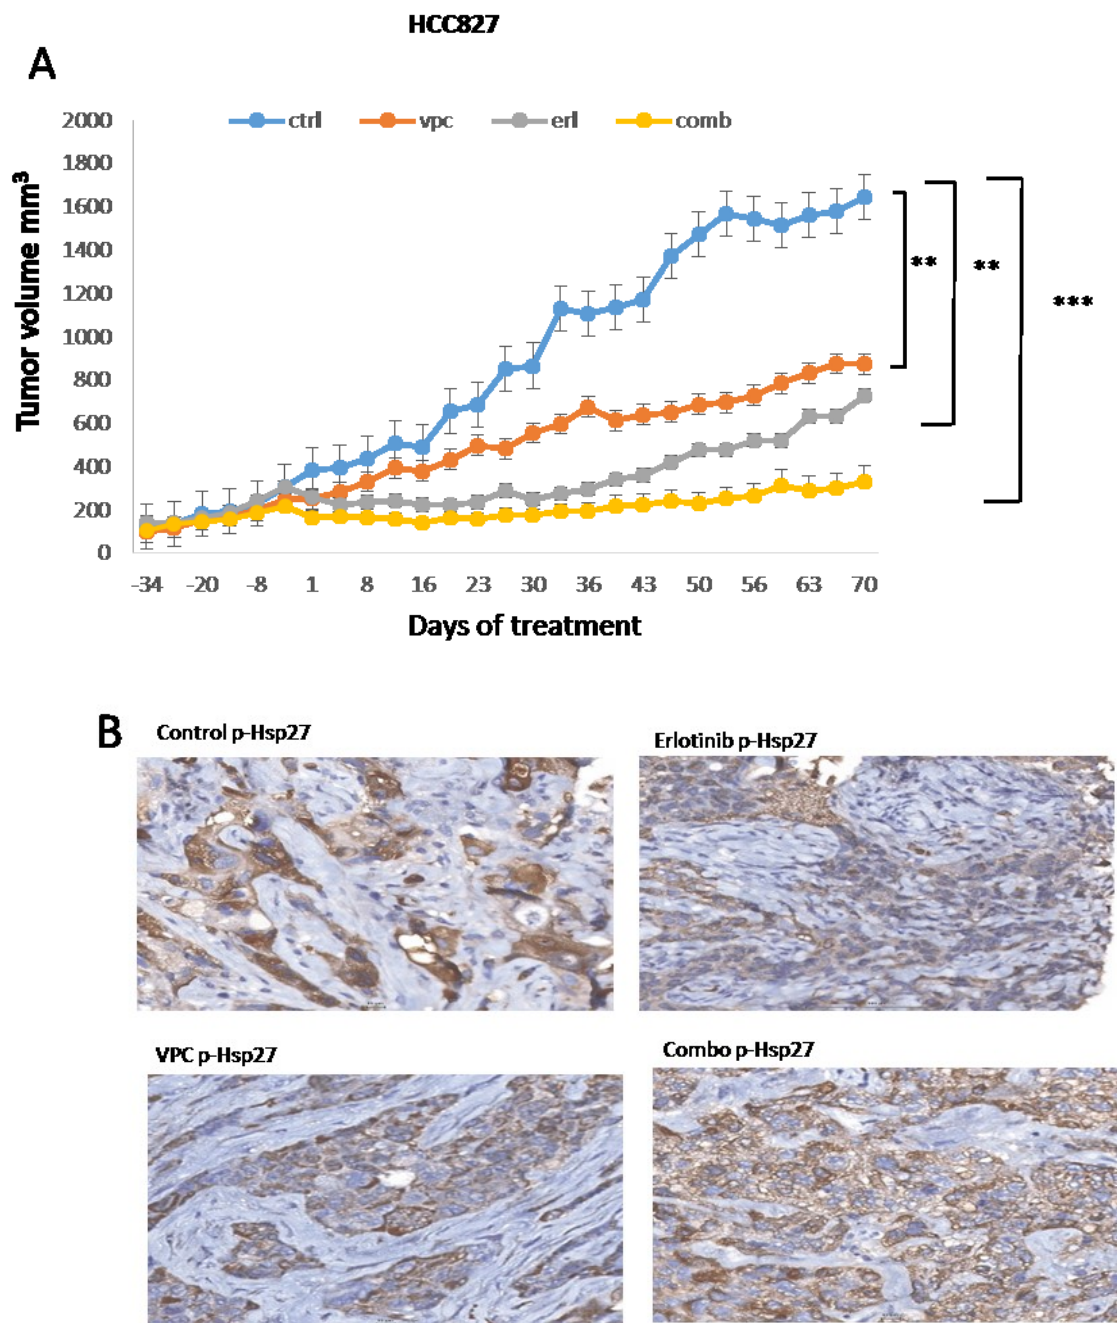 HCC827
A
ctrl vpc erl comb
Tumor volume mm³
2000
1800
1600
1400
1200
1000
800
600
400
200
0
** ** ***
-34 -20 -8 1 8 16 23 30 36 43 50 56 63 70
Days of treatment
B
Control p-Hsp27
Erlotinib p-Hsp27
VPC p-Hsp27
Combo p-Hsp27